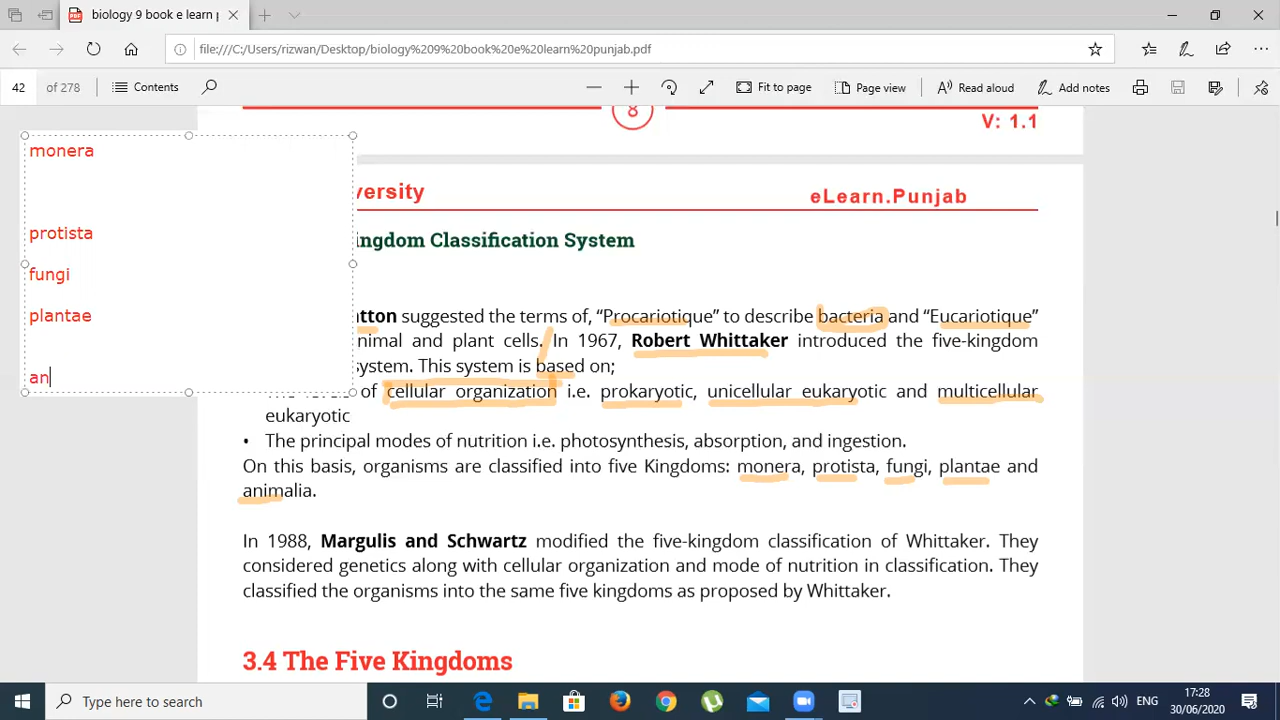 biology 9 book e learn p
file:///C:/Users/rizwan/Desktop/biology%209%20book%20e%20learn%20punjab.pdf
42 of 278 Contents Fit to page Page view Read aloud Add notes
8
V: 1.1
monera
protista
fungi
plantae
an
versity eLearn.Punjab
ingdom Classification System
atton suggested the terms of, “Procariotique” to describe bacteria and “Eucariotique”
nimal and plant cells. In 1967, Robert Whittaker introduced the five-kingdom
system. This system is based on;
of cellular organization i.e. prokaryotic, unicellular eukaryotic and multicellular
eukaryotic
• The principal modes of nutrition i.e. photosynthesis, absorption, and ingestion.
On this basis, organisms are classified into five Kingdoms: monera, protista, fungi, plantae and
animalia.
In 1988, Margulis and Schwartz modified the five-kingdom classification of Whittaker. They
considered genetics along with cellular organization and mode of nutrition in classification. They
classified the organisms into the same five kingdoms as proposed by Whittaker.
3.4 The Five Kingdoms
Type here to search
ENG
17:28
30/06/2020